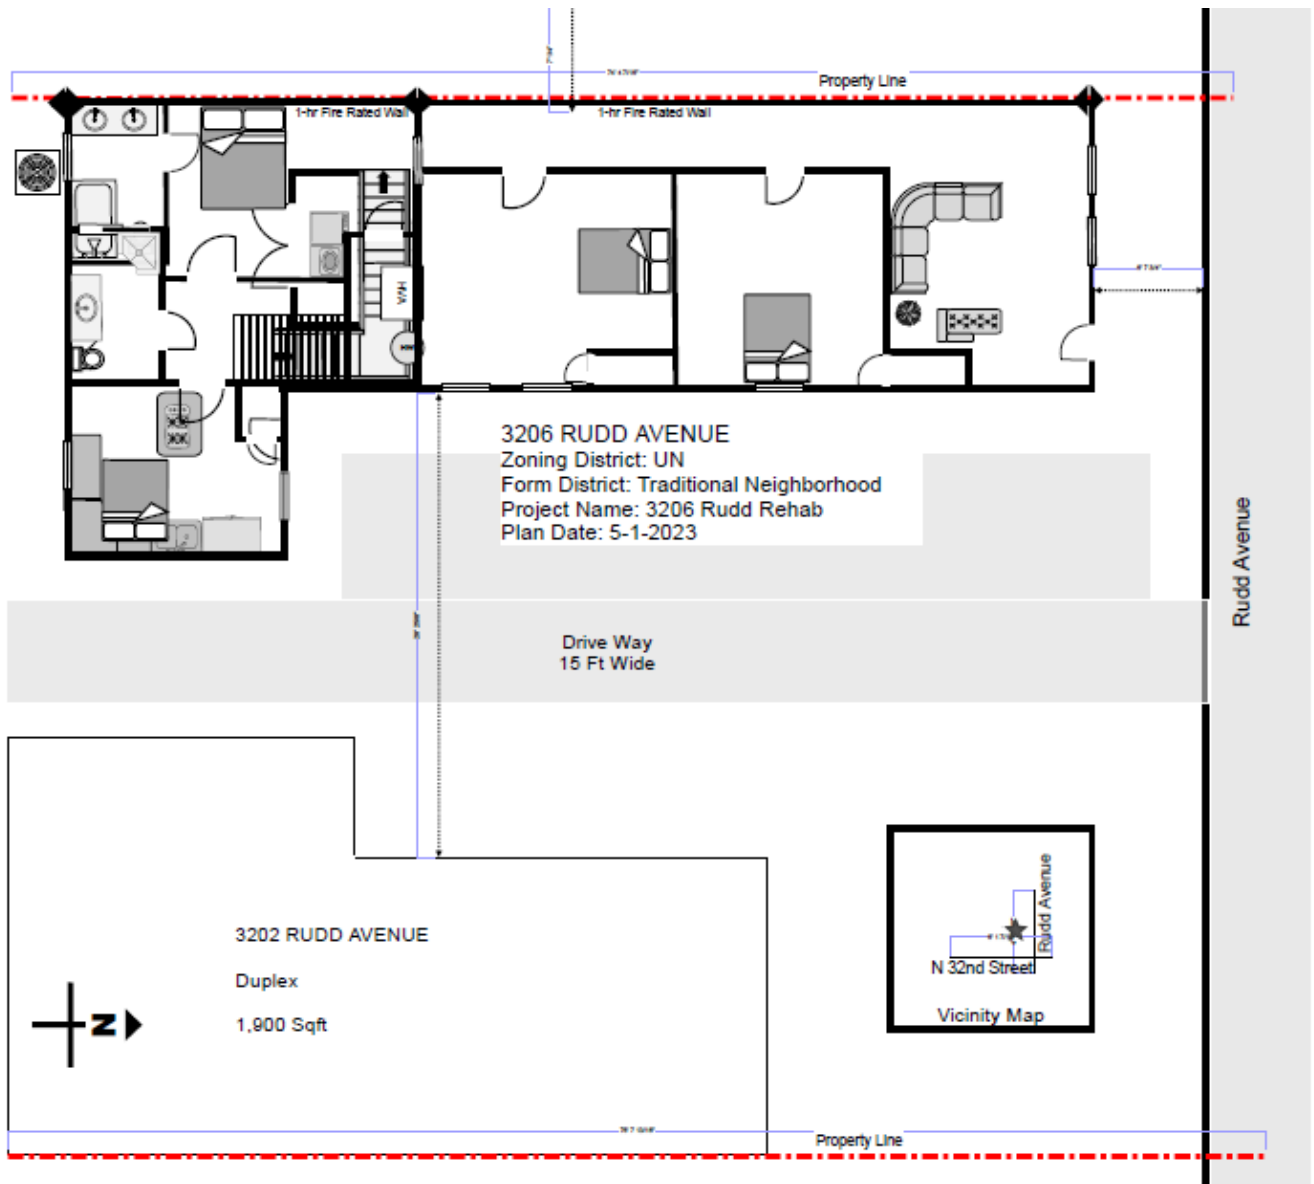 Property Line
1-hr Fire Rated Wall
1-hr Fire Rated Wall
HVA
3206 RUDD AVENUE
Zoning District: UN
Form District: Traditional Neighborhood
Project Name: 3206 Rudd Rehab
Plan Date: 5-1-2023
Rudd Avenue
Drive Way
15 Ft Wide
3202 RUDD AVENUE
Duplex
1,900 Sqft
N
Rudd Avenue
N 32nd Street
Vicinity Map
Property Line